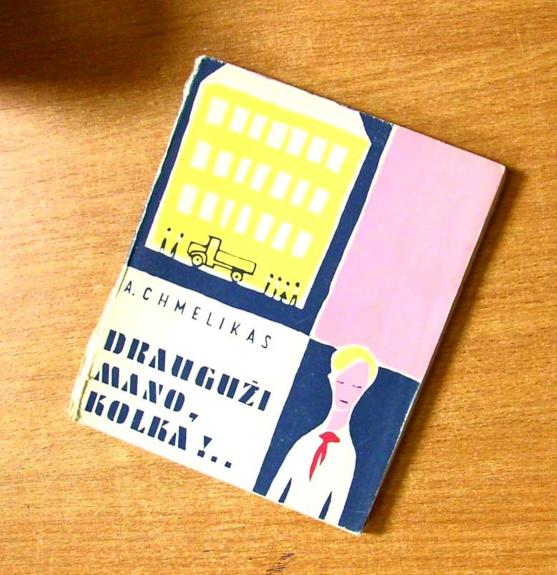 A. CHMELIKAS
DRAUGUŽI
MANO,
KOLKA!..